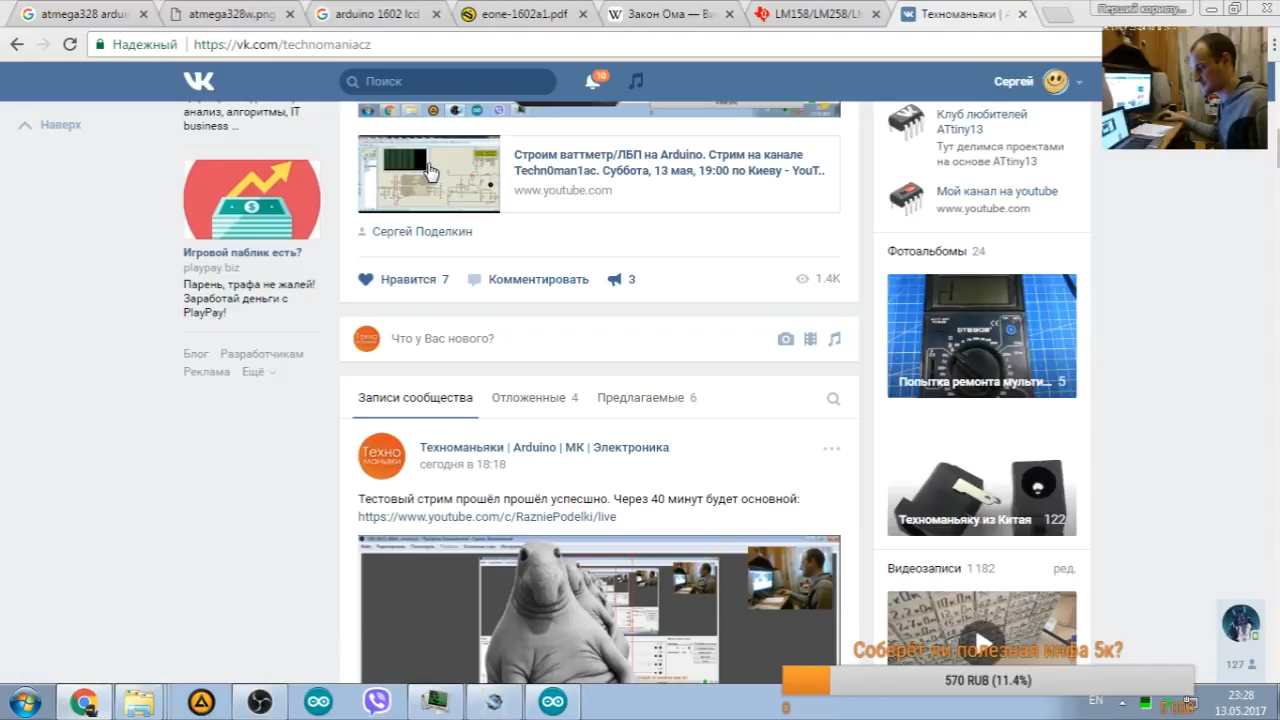 atmega328 ardui
atmega328w.png
arduino 1602 lcd
eone-1602a1.pdf
Закон Ома — Ви
LM158/LM258/L
Техноманьяки |
Перший користу...
Надежный
https://vk.com/technomaniacz
Поиск
10
Сергей
анализ, алгоритмы, IT
business ...
Наверх
Игровой паблик есть?
playpay.biz
Парень, трафа не жалей!
Заработай деньги с
PlayPay!
Блог Разработчикам
Реклама Ещё
Строим ваттметр/ЛБП на Arduino. Стрим на канале
Techn0man1ac. Суббота, 13 мая, 19:00 по Киеву - YouT..
www.youtube.com
Сергей Поделкин
Нравится 7
Комментировать
3
1.4K
Что у Вас нового?
Записи сообщества
Отложенные 4
Предлагаемые 6
Техно
маньяки
Техноманьяки | Arduino | МК | Электроника
сегодня в 18:18
Тестовый стрим прошёл прошёл успешно. Через 40 минут будет основной:
https://www.youtube.com/c/RazniePodelki/live
Клуб любителей
ATtiny13
Тут делимся проектами
на основе ATtiny13
Мой канал на youtube
www.youtube.com
Фотоальбомы 24
Попытка ремонта мульти... 5
Техноманьяку из Китая 122
Видеозаписи 1 182
ред.
Соберёт ли полезная инфа 5к?
570 RUB (11.4%)
0
127
EN
23:28
13.05.2017